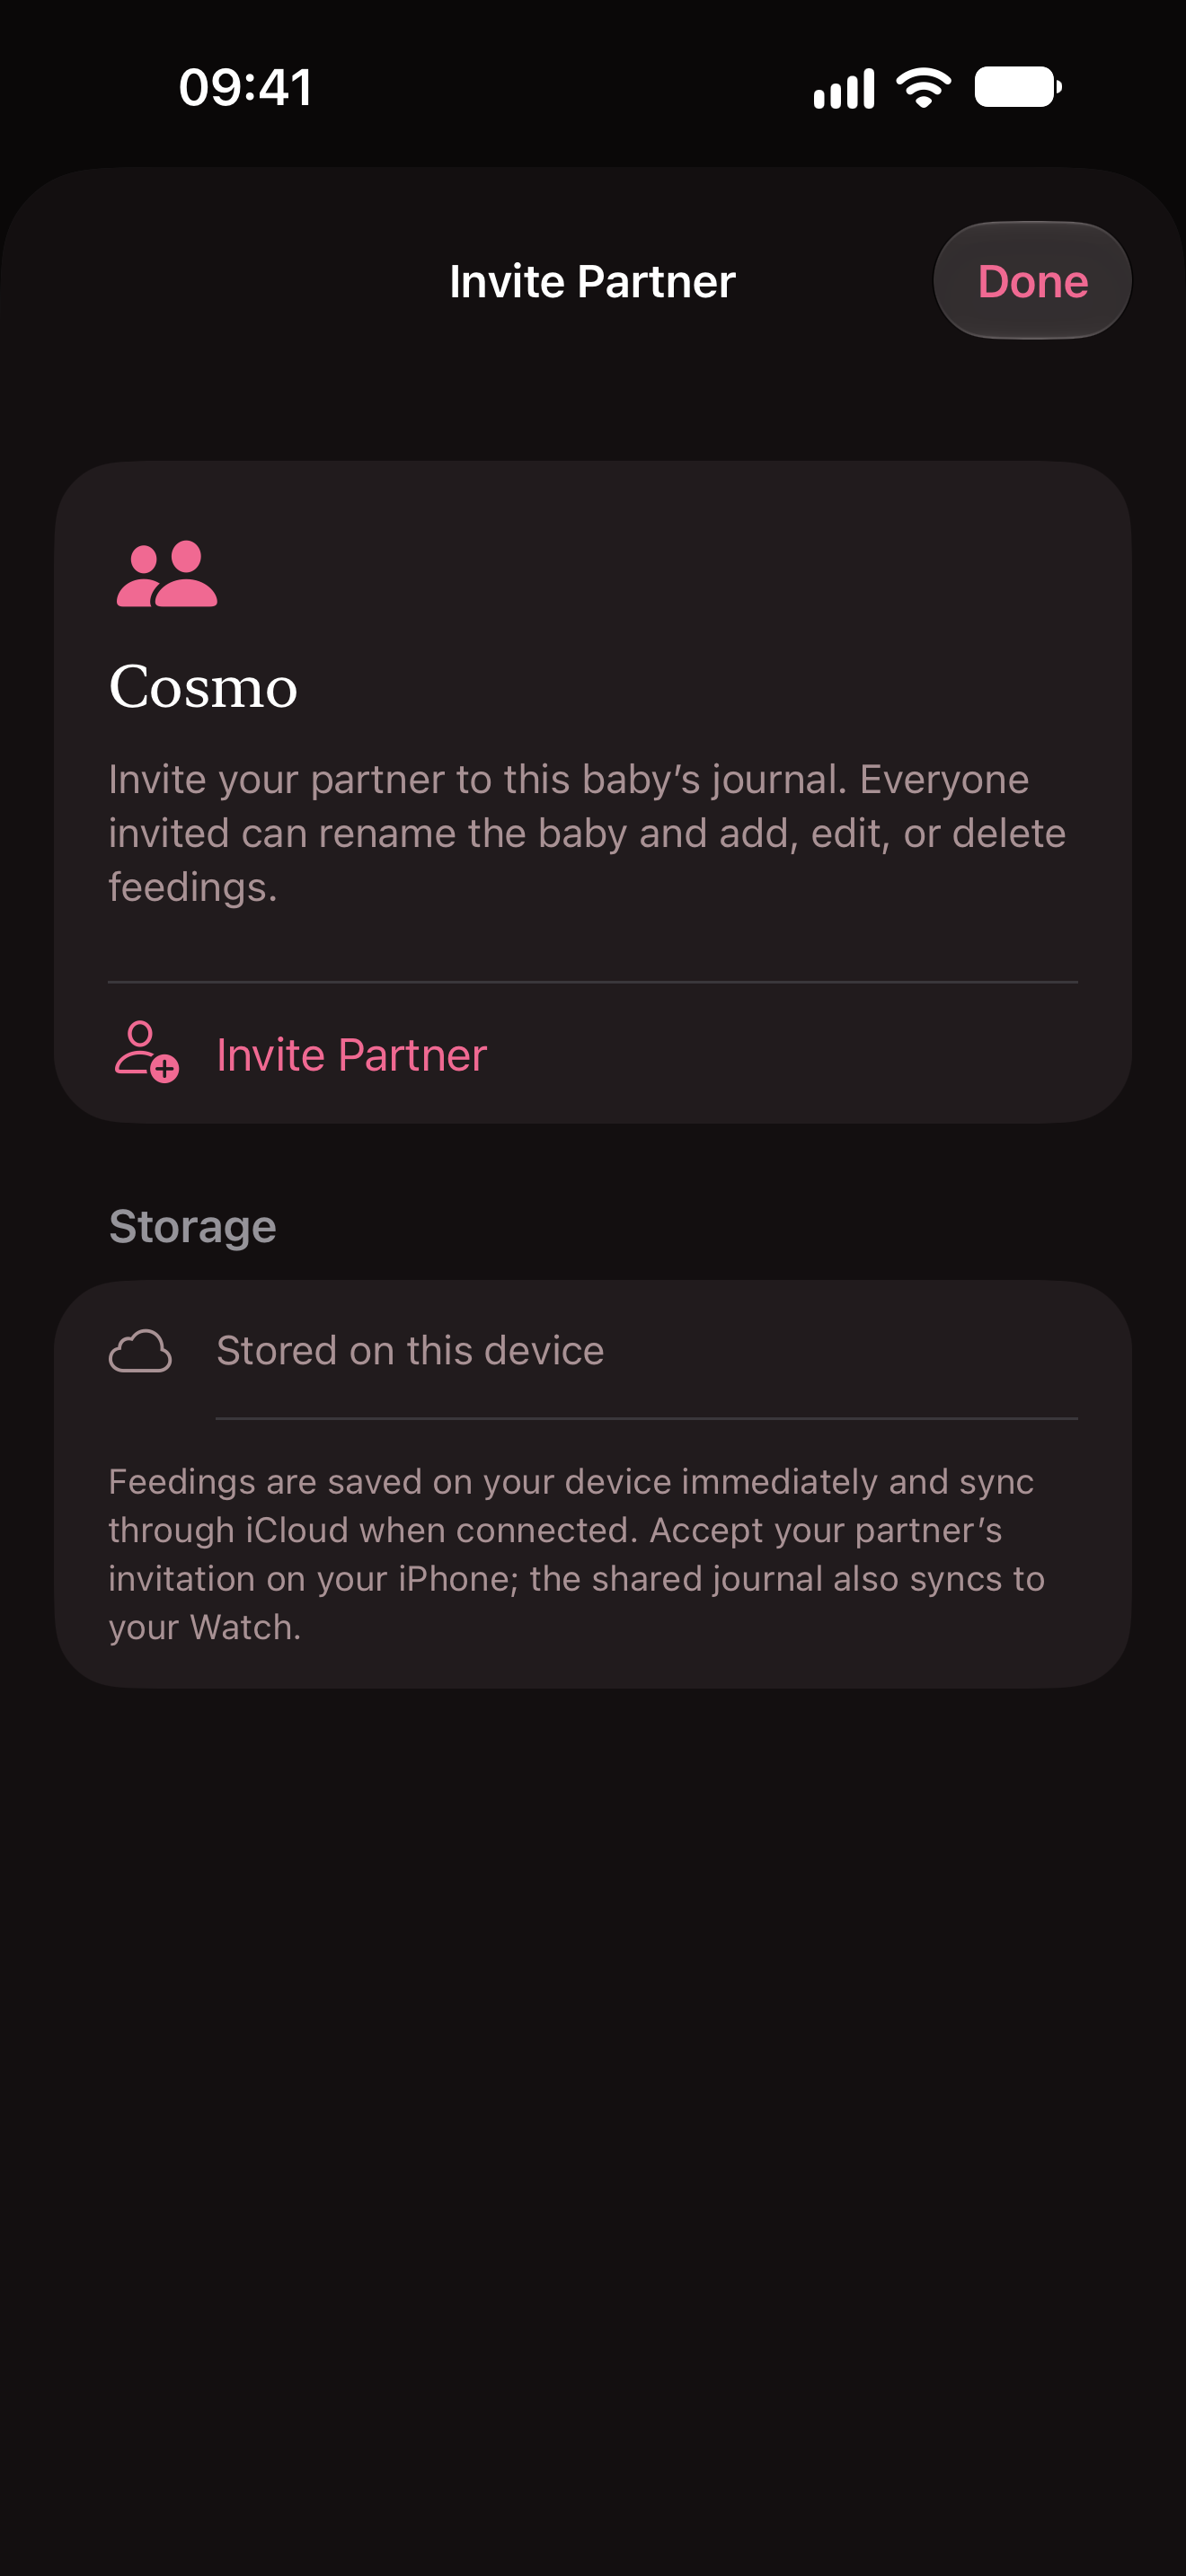 09:41
Invite Partner
Done
Cosmo
Invite your partner to this baby’s journal. Everyone
invited can rename the baby and add, edit, or delete
feedings.
Invite Partner
Storage
Stored on this device
Feedings are saved on your device immediately and sync
through iCloud when connected. Accept your partner’s
invitation on your iPhone; the shared journal also syncs to
your Watch.